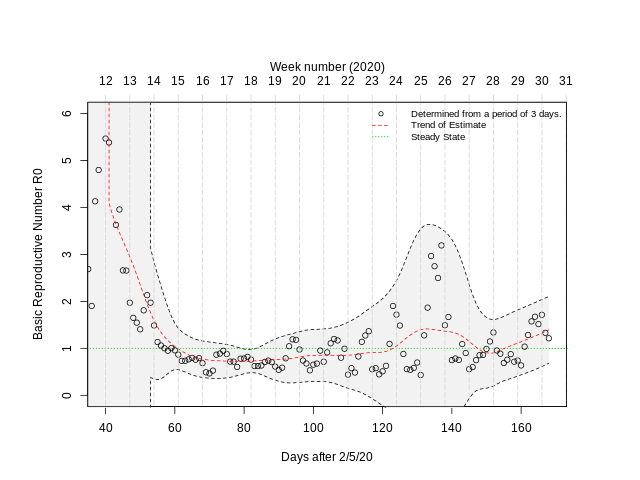 Week number (2020)
12 13 14 15 16 17 18 19 20 21 22 23 24 25 26 27 28 29 30 31
Determined from a period of 3 days.
Trend of Estimate
Steady State
6
5
4
3
2
1
0
Basic Reproductive Number R0
40 60 80 100 120 140 160
Days after 2/5/20